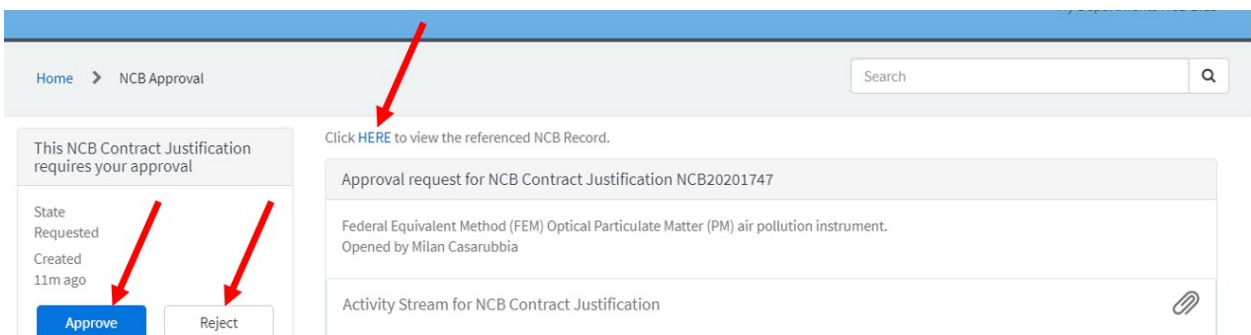 Home > NCB Approval
Search
This NCB Contract Justification
requires your approval
State
Requested
Created
11m ago
Approve
Reject
Click HERE to view the referenced NCB Record.
Approval request for NCB Contract Justification NCB20201747
Federal Equivalent Method (FEM) Optical Particulate Matter (PM) air pollution instrument.
Opened by Milan Casarubbia
Activity Stream for NCB Contract Justification